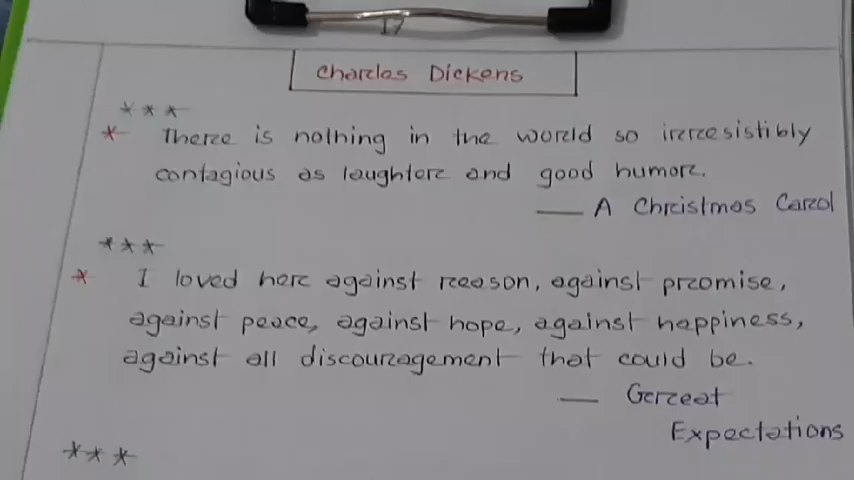 17
Charles Dickens
***
* There is nothing in the world so irresistibly
contagious as laughter and good humor.
— A Christmas Carol
***
* I loved her against reason, against promise,
against peace, against hope, against happiness,
against all discouragement that could be.
— Great
Expectations
***